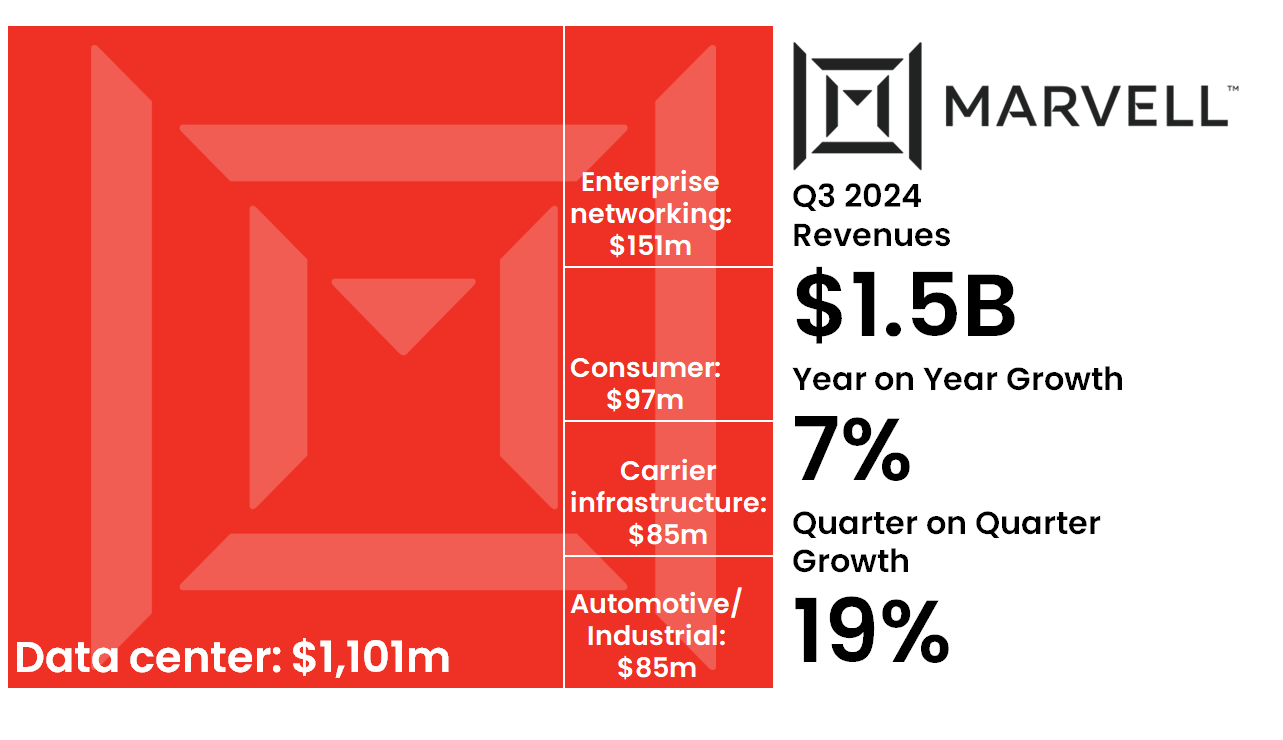 Enterprise
networking:
$151m
Consumer:
$97m
Carrier
infrastructure:
$85m
Automotive/
Industrial:
$85m
Data center: $1,101m
MARVELL™
Q3 2024
Revenues
$1.5B
Year on Year Growth
7%
Quarter on Quarter
Growth
19%